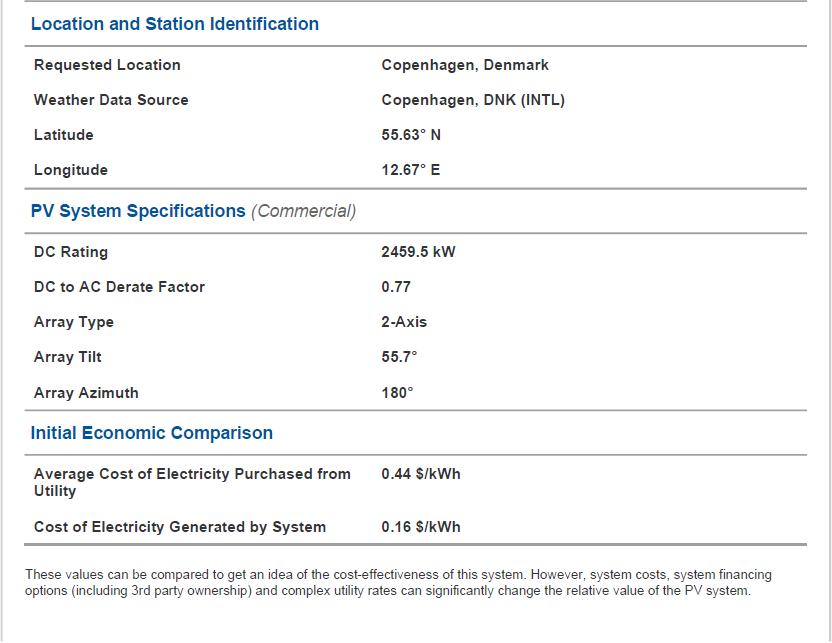 Location and Station Identification
Requested Location Copenhagen, Denmark
Weather Data Source Copenhagen, DNK (INTL)
Latitude 55.63° N
Longitude 12.67° E
PV System Specifications (Commercial)
DC Rating 2459.5 kW
DC to AC Derate Factor 0.77
Array Type 2-Axis
Array Tilt 55.7°
Array Azimuth 180°
Initial Economic Comparison
Average Cost of Electricity Purchased from 0.44 $/kWh
Utility
Cost of Electricity Generated by System 0.16 $/kWh
These values can be compared to get an idea of the cost-effectiveness of this system. However, system costs, system financing
options (including 3rd party ownership) and complex utility rates can significantly change the relative value of the PV system.